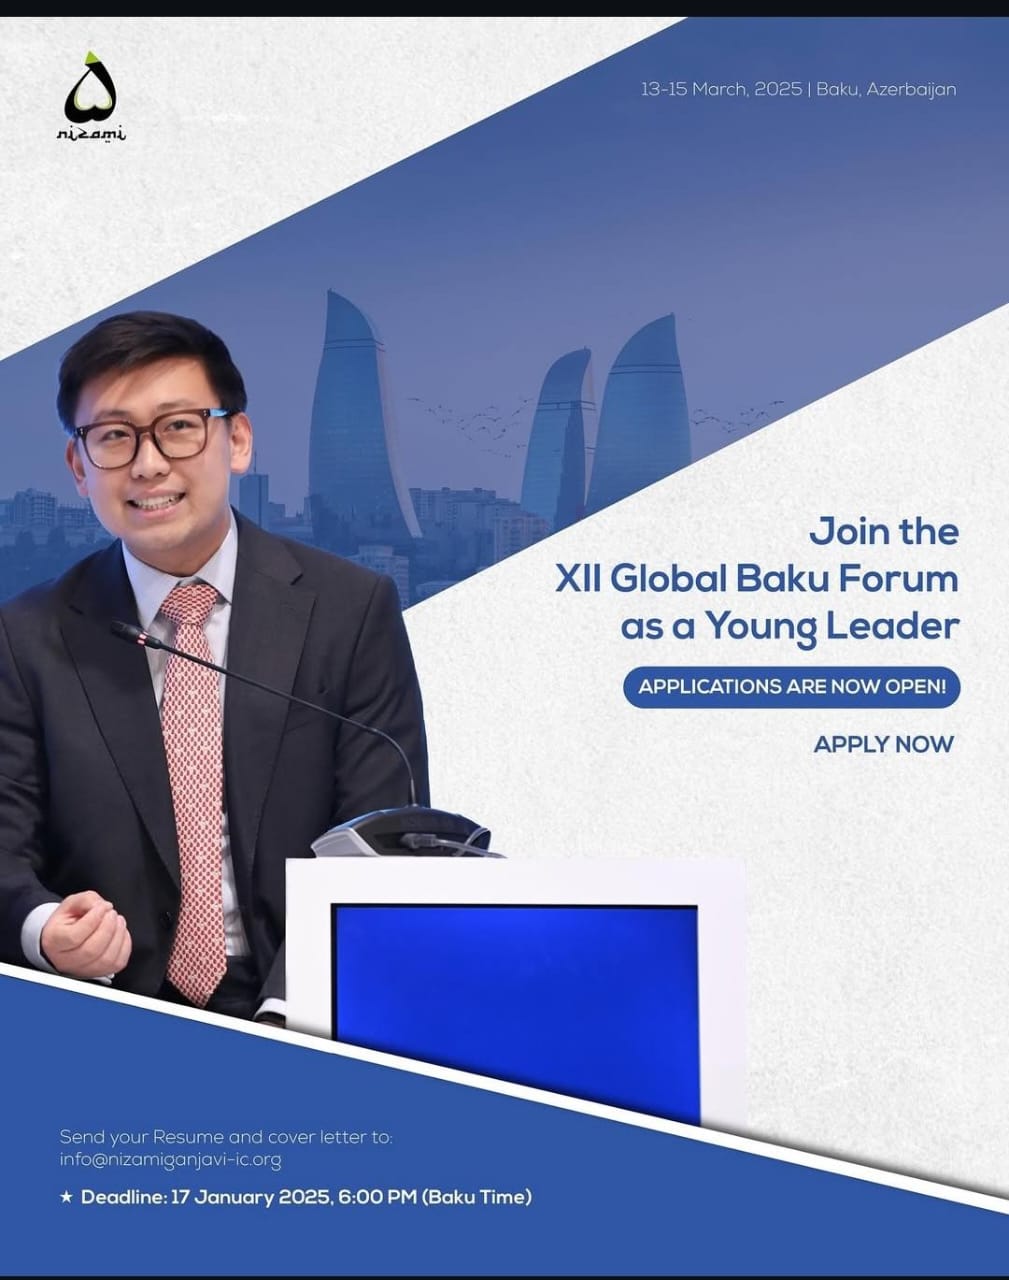 nizami
13-15 March, 2025 | Baku, Azerbaijan
Join the
XII Global Baku Forum
as a Young Leader
APPLICATIONS ARE NOW OPEN!
APPLY NOW
Send your Resume and cover letter to:
info@nizamiganjavi-ic.org
★ Deadline: 17 January 2025, 6:00 PM (Baku Time)